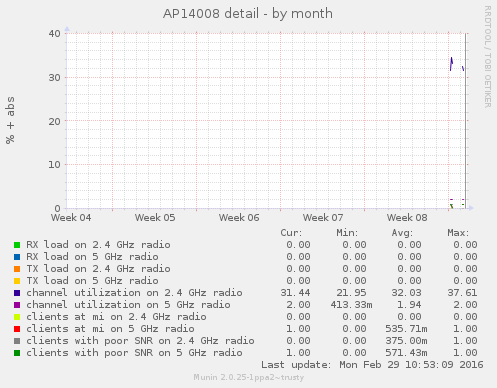 AP14008 detail - by month
RRDTOOL / TOBI OETIKER
% + abs
40
30
20
10
0
Week 04 Week 05 Week 06 Week 07 Week 08
Cur: Min: Avg: Max:
RX load on 2.4 GHz radio 0.00 0.00 0.00 0.00
RX load on 5 GHz radio 0.00 0.00 0.00 0.00
TX load on 2.4 GHz radio 0.00 0.00 0.00 0.00
TX load on 5 GHz radio 0.00 0.00 0.00 0.00
channel utilization on 2.4 GHz radio 31.44 21.95 32.03 37.61
channel utilization on 5 GHz radio 2.00 413.33m 1.94 2.00
clients at mi on 2.4 GHz radio 0.00 0.00 0.00 0.00
clients at mi on 5 GHz radio 1.00 0.00 535.71m 1.00
clients with poor SNR on 2.4 GHz radio 0.00 0.00 375.00m 1.00
clients with poor SNR on 5 GHz radio 1.00 0.00 571.43m 1.00
Last update: Mon Feb 29 10:53:09 2016
Munin 2.0.25-1ppa2~trusty